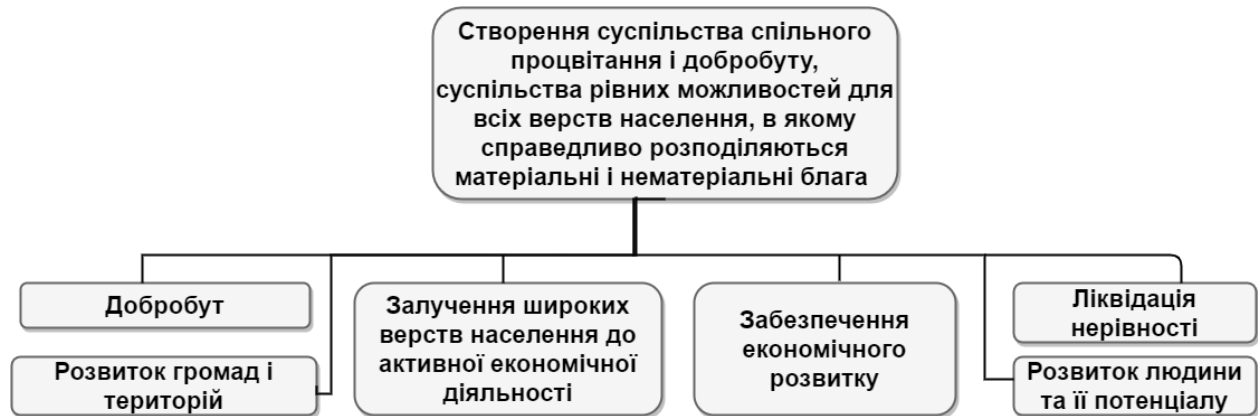 Створення суспільства спільного
процвітання і добробуту,
суспільства рівних можливостей для
всіх верств населення, в якому
справедливо розподіляються
матеріальні і нематеріальні блага
Добробут
Розвиток громад і
територій
Залучення широких
верств населення до
активної економічної
діяльності
Забезпечення
економічного
розвитку
Ліквідація
нерівності
Розвиток людини
та її потенціалу